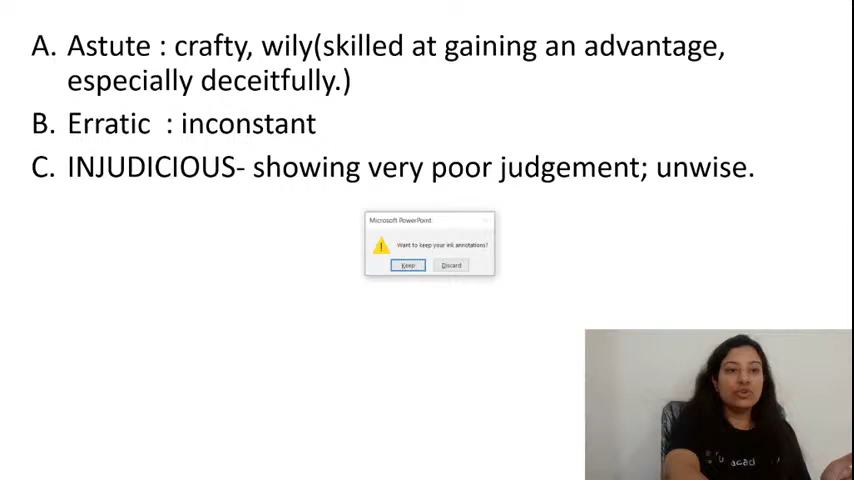 A. Astute : crafty, wily(skilled at gaining an advantage,
especially deceitfully.)
B. Erratic : inconstant
C. INJUDICIOUS- showing very poor judgement; unwise.
Microsoft PowerPoint
Want to keep your ink annotations?
Keep Discard